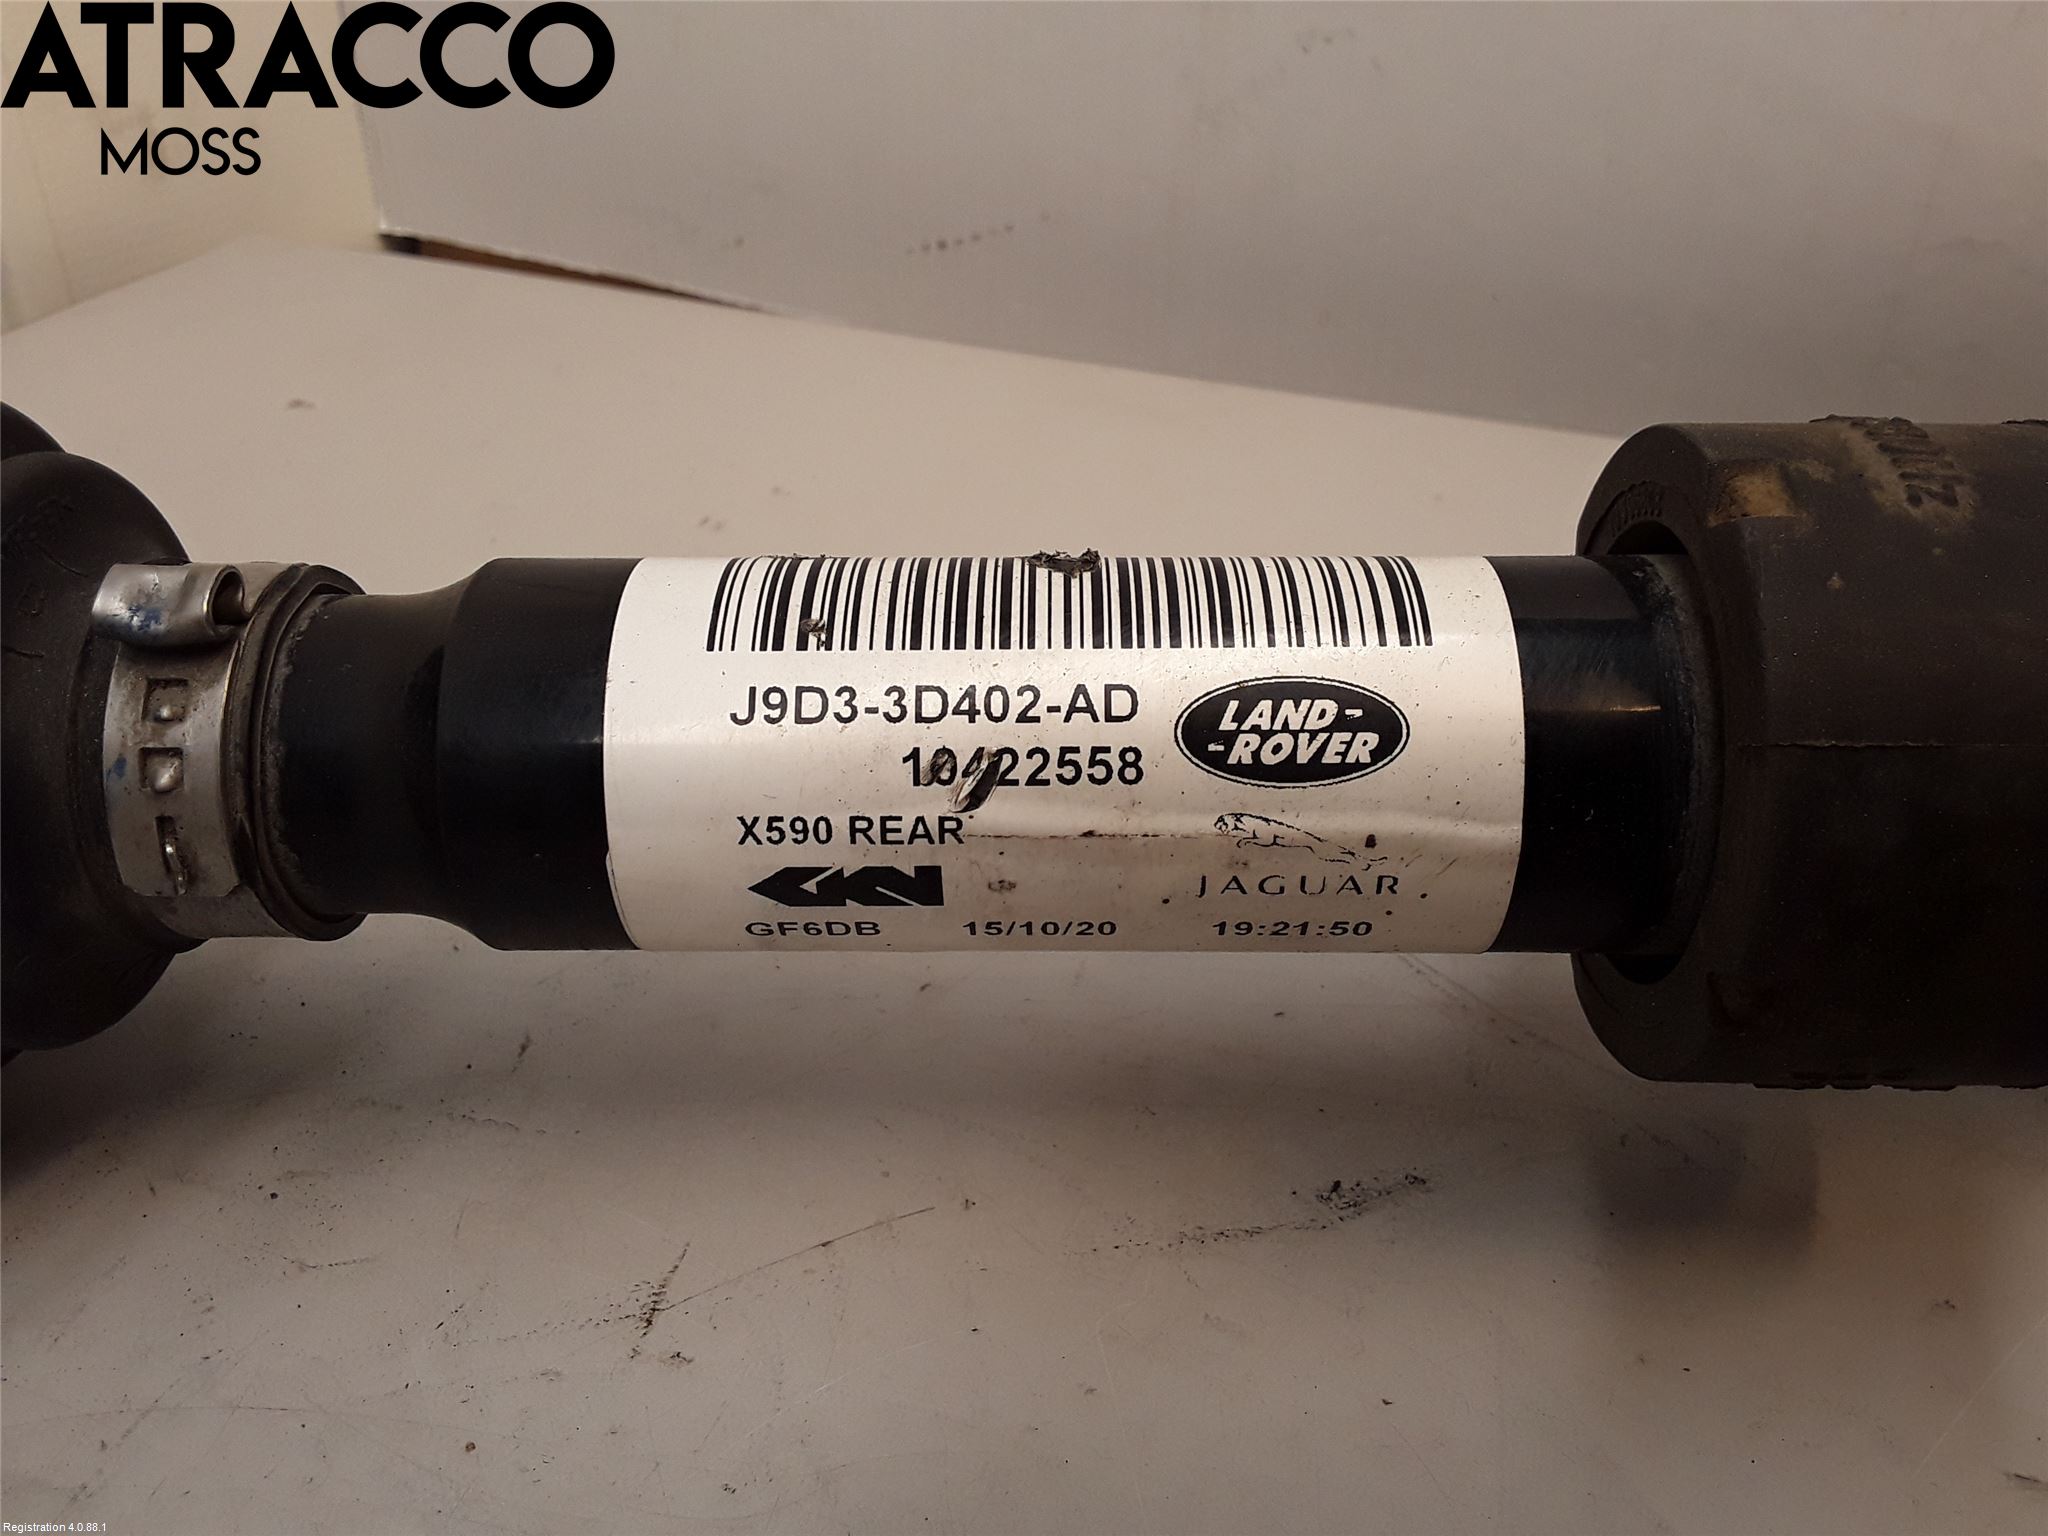 ATRACCO
MOSS
J9D3-3D402-AD
10422558
LAND-
-ROVER
X590 REAR
GKN
JAGUAR
GF6DB 15/10/20 19:21:50
Registration 4.0.88.1